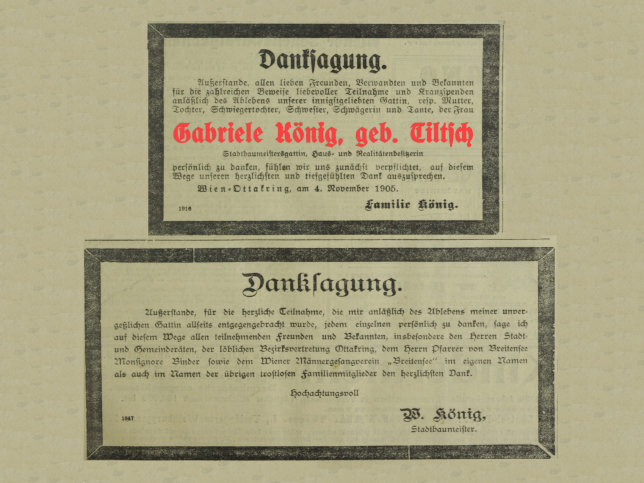 Danksagung.
Außerstande, allen lieben Freunden, Verwandten und Bekannten
für die zahlreichen Beweise liebevoller Teilnahme und Kranzspenden
anläßlich des Ablebens unserer innigstgeliebten Gattin, resp. Mutter,
Tochter, Schwiegertochter, Schwester, Schwägerin und Tante, der Frau
Gabriele König, geb. Tiltsch
Stadtbaumeistersgattin, Haus- und Realitätenbesitzerin
persönlich zu danken, fühlen wir uns zunächst verpflichtet, auf diesem
Wege unseren herzlichsten und tiefgefühlten Dank auszusprechen.
Wien-Ottakring, am 4. November 1905.
1916 Familie König.
Danksagung.
Außerstande, für die herzliche Teilnahme, die mir anläßlich des Ablebens meiner unver-
geßlichen Gattin allseits entgegengebracht wurde, jedem einzelnen persönlich zu danken, sage ich
auf diesem Wege allen teilnehmenden Freunden und Bekannten, insbesondere den Herren Stadt-
und Gemeinderäten, der löblichen Bezirksvertretung Ottakring, dem Herrn Pfarrer von Breitensee
Monsignore Binder sowie dem Wiener Männergesangverein „Breitensee" im eigenen Namen
als auch im Namen der übrigen trostlosen Familienmitglieder den herzlichsten Dank.
Hochachtungsvoll
1887 W. König,
Stadtbaumeister.